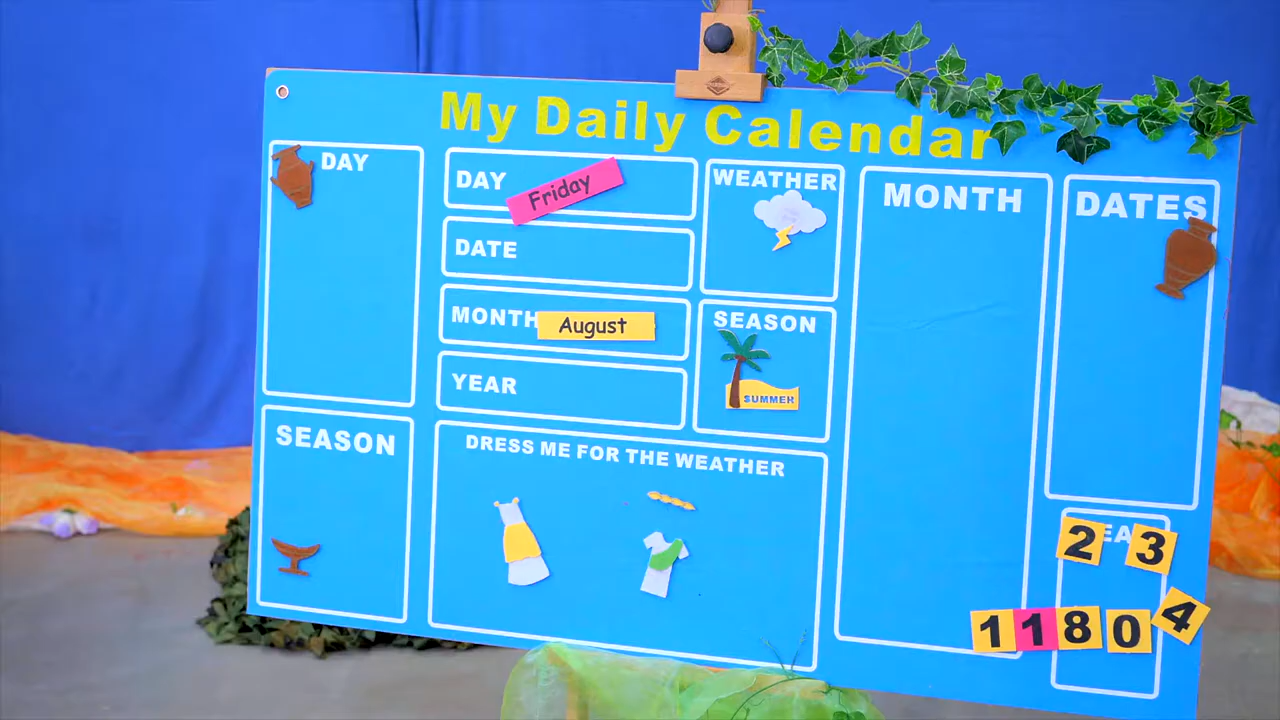 My Daily Calendar
DAY
DAY
Friday
DATE
MONTH
August
YEAR
SEASON
WEATHER
SEASON
SUMMER
DRESS ME FOR THE WEATHER
MONTH
DATES
2 3
1 1 8 0 4